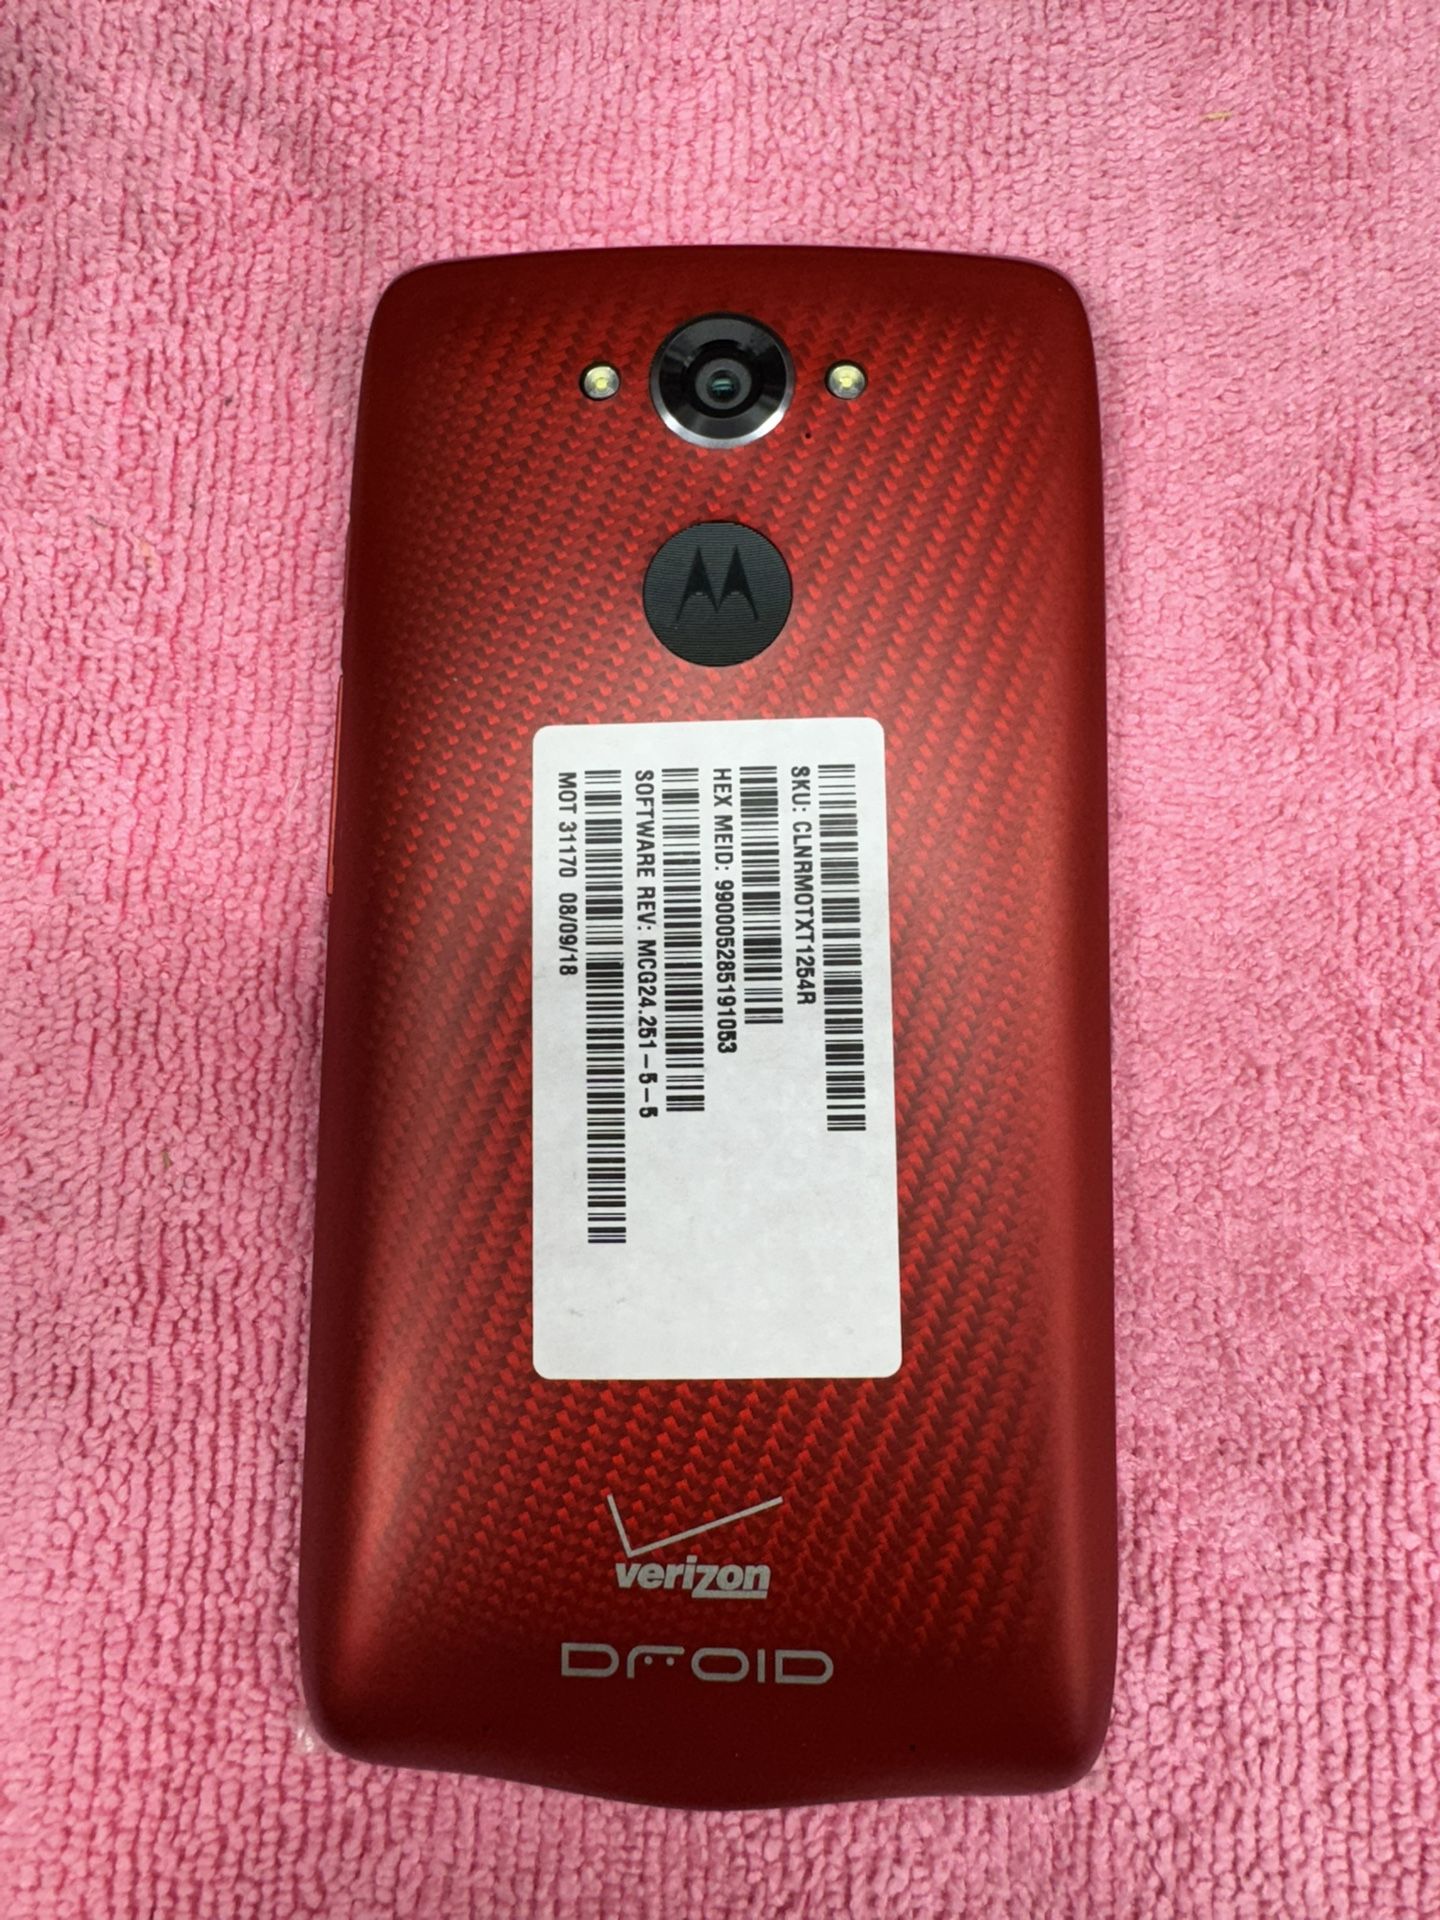 SKU: CLNRMOTXT1254R
HEX MEID: 990005285191053
SOFTWARE REV: MCG24.251-5-5
MOT 31170 08/09/18
verizon
DROID